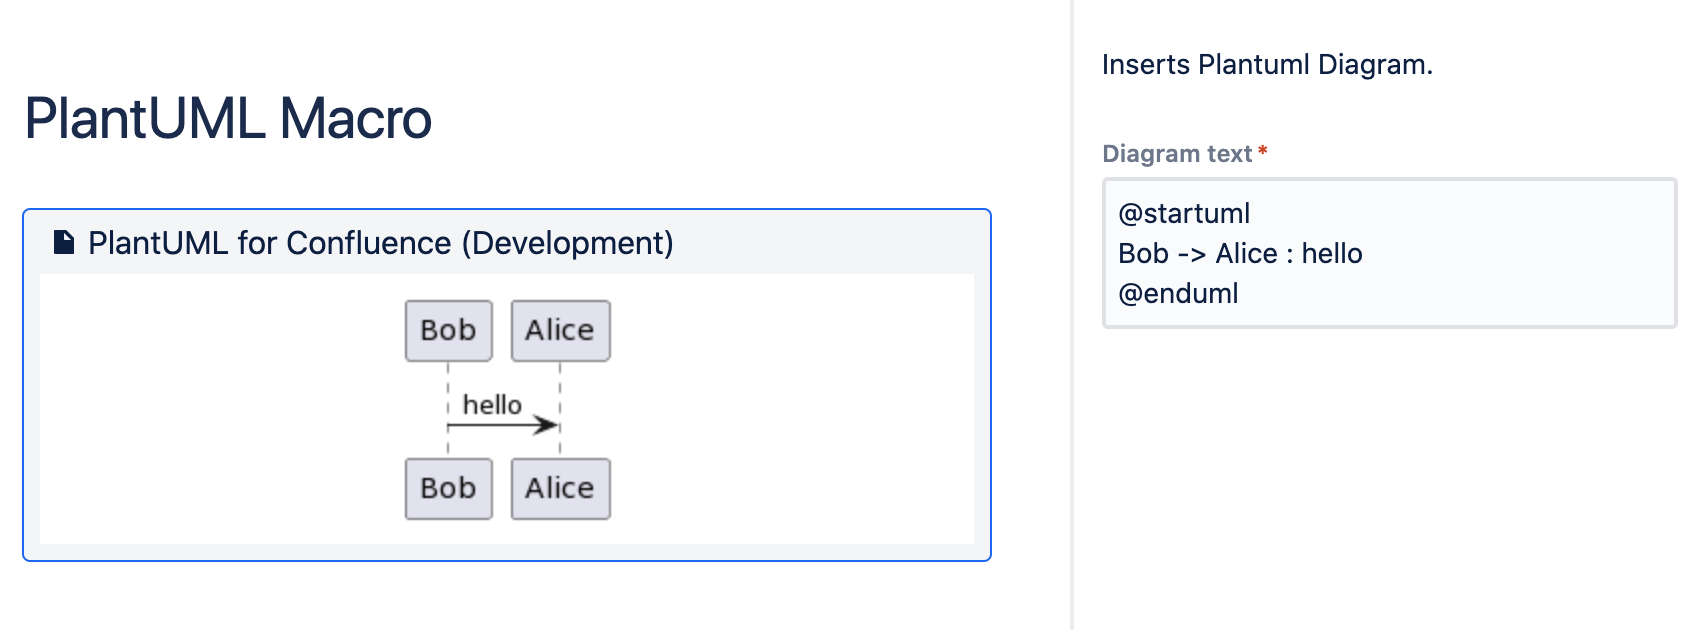 PlantUML Macro
PlantUML for Confluence (Development)
Bob Alice
hello
Bob Alice
Inserts Plantuml Diagram.
Diagram text *
@startuml
Bob -> Alice : hello
@enduml